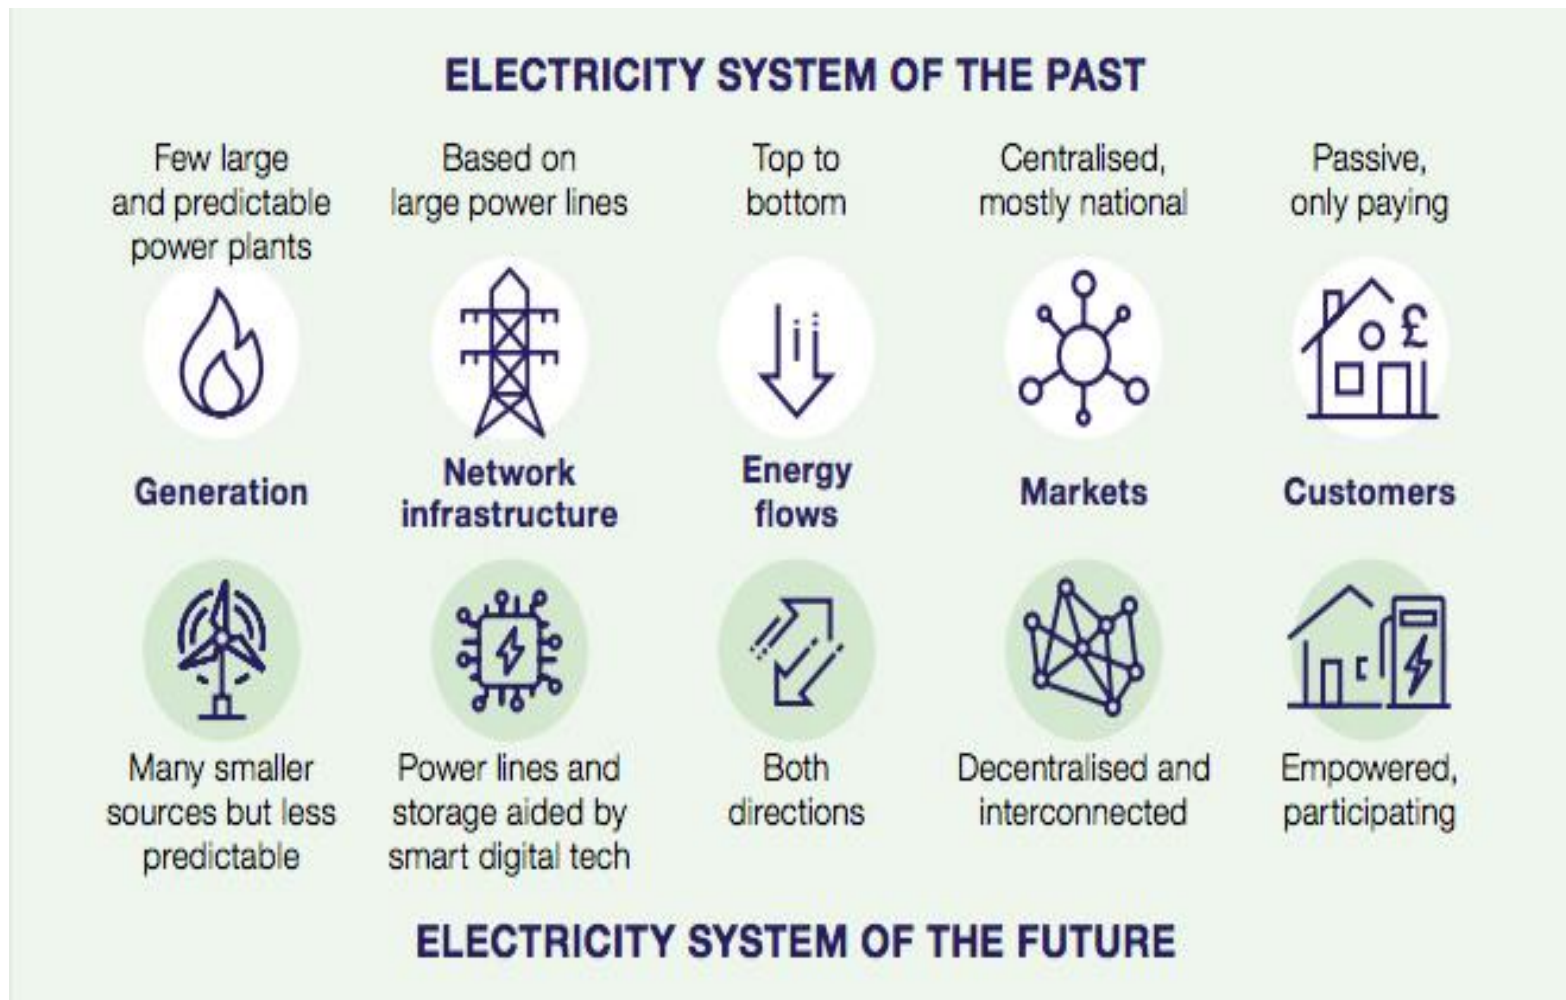 ELECTRICITY SYSTEM OF THE PAST
Few large
and predictable
power plants
Based on
large power lines
Top to
bottom
Centralised,
mostly national
Passive,
only paying
£
Generation
Network
infrastructure
Energy
flows
Markets
Customers
Many smaller
sources but less
predictable
Power lines and
storage aided by
smart digital tech
Both
directions
Decentralised and
interconnected
Empowered,
participating
ELECTRICITY SYSTEM OF THE FUTURE